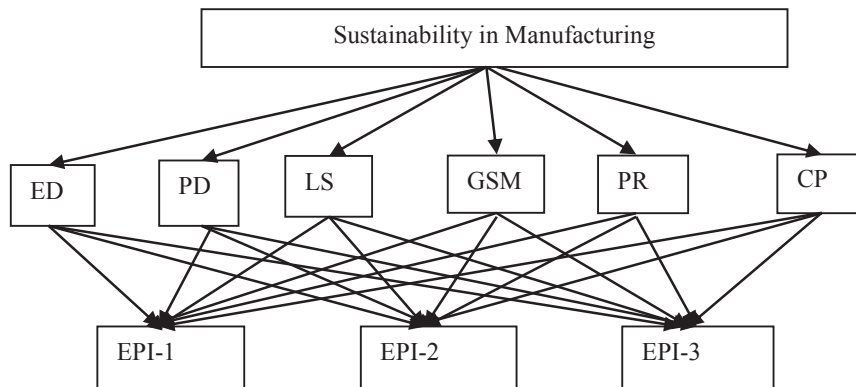 Sustainability in Manufacturing
ED
PD
LS
GSM
PR
CP
EPI-1
EPI-2
EPI-3